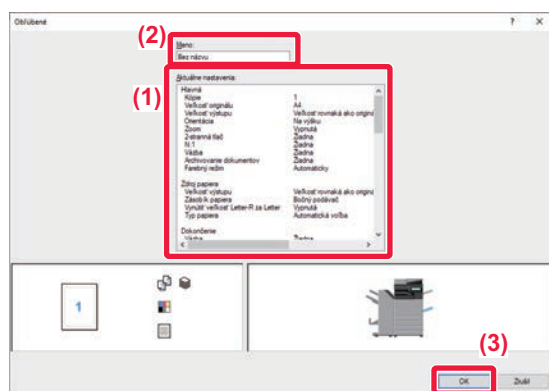 Obľúbené
? ×
(2)
Meno:
Bez názvu
(1)
Aktuálne nastavenia:
Hlavná
Kópie 1
Veľkosť originálu A4
Veľkosť výstupu Veľkosť rovnaká ako origina
Orientácia Na výšku
Zoom Vypnutá
2-stranná tlač Žiadna
N:1 Žiadna
Väzba Žiadna
Archivovanie dokumentov Žiadna
Farebný režim Automaticky
Zdroj papiera
Veľkosť výstupu Veľkosť rovnaká ako origina
Zásobník papiera Bočný podávač
Vynútiť veľkosť Letter-R za Letter Vypnutá
Typ papiera Automatická voľba
Dokončenie
Väzba Žiadna
1
(3)
OK
Zrušiť